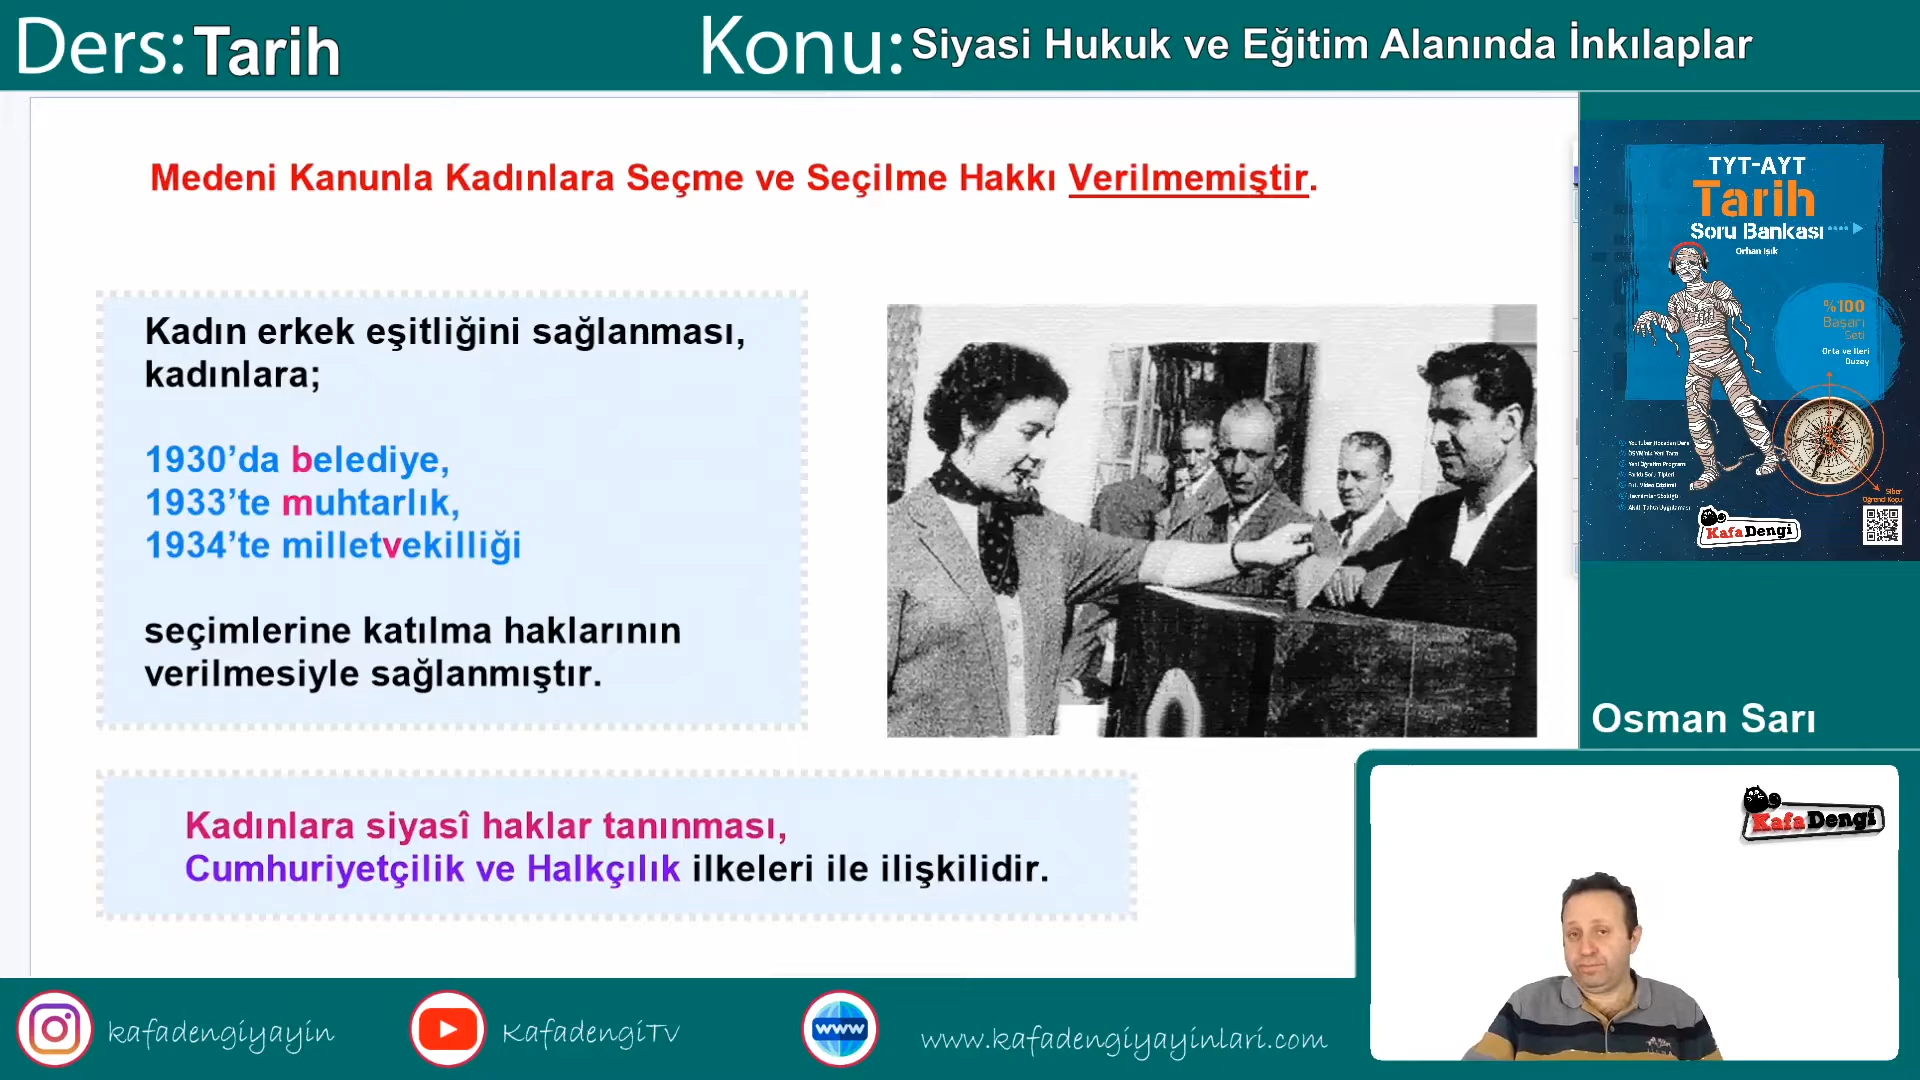 Ders: Tarih
Konu: Siyasi Hukuk ve Eğitim Alanında İnkılaplar
Medeni Kanunla Kadınlara Seçme ve Seçilme Hakkı Verilmemiştir.
Kadın erkek eşitliğini sağlanması,
kadınlara;
1930’da belediye,
1933’te muhtarlık,
1934’te milletvekilliği
seçimlerine katılma haklarının
verilmesiyle sağlanmıştır.
Kadınlara siyasî haklar tanınması,
Cumhuriyetçilik ve Halkçılık ilkeleri ile ilişkilidir.
TYT-AYT
Tarih
Soru Bankası
Orhan Işık
%100
Başarı
Seti
Orta ve İleri
Düzey
KafaDengi
Osman Sarı
KafaDengi
kafadengiyayin
KafadengiTv
www
www.kafadengiyayinlari.com